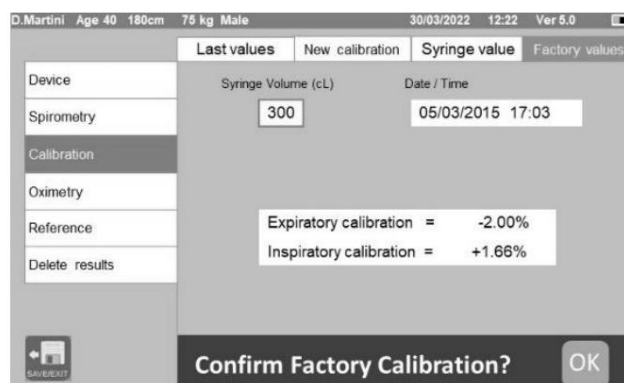 D.Martini Age 40 180cm 75 kg Male 30/03/2022 12:22 Ver 5.0
Last values New calibration Syringe value Factory values
Device
Spirometry
Calibration
Oximetry
Reference
Delete results
Syringe Volume (cL) Date / Time
300 05/03/2015 17:03
Expiratory calibration = -2.00%
Inspiratory calibration = +1.66%
SAVE/EXIT
Confirm Factory Calibration? OK